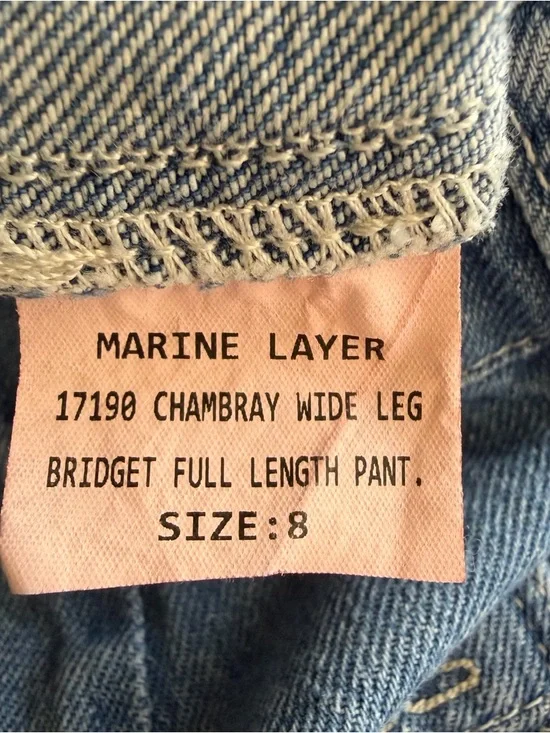 MARINE LAYER
17190 CHAMBRAY WIDE LEG
BRIDGET FULL LENGTH PANT.
SIZE:8